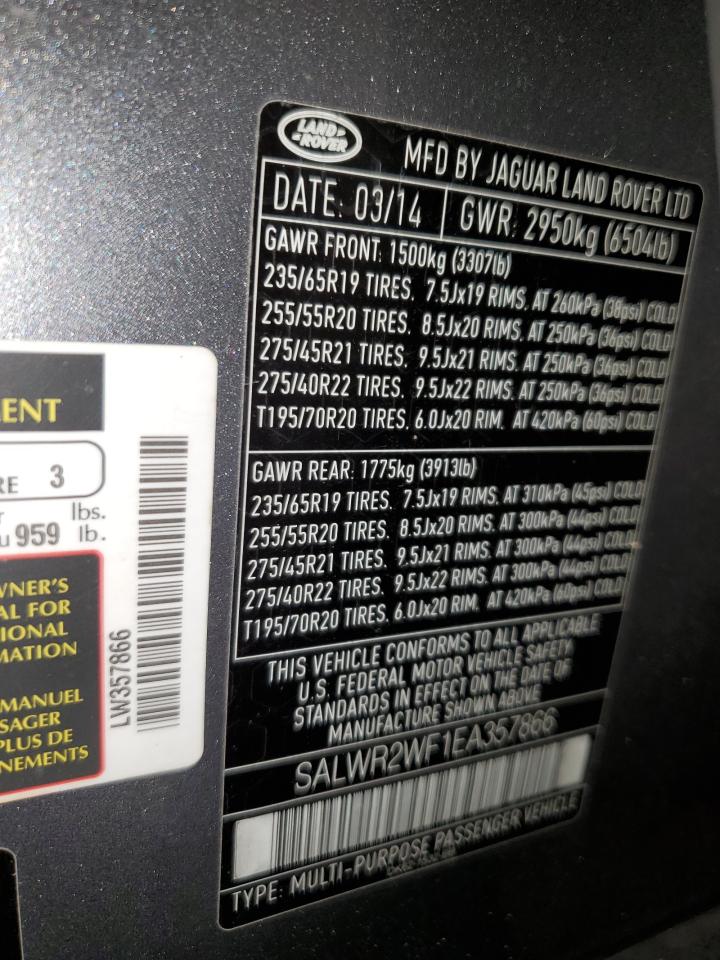 LAND ROVER
MFD BY JAGUAR LAND ROVER LTD
DATE: 03/14 GWR: 2950kg (6504lb)
GAWR FRONT: 1500kg (3307lb)
235/65R19 TIRES, 7.5Jx19 RIMS, AT 260kPa (38psi) COLD
255/55R20 TIRES, 8.5Jx20 RIMS, AT 250kPa (36psi) COLD
275/45R21 TIRES, 9.5Jx21 RIMS, AT 250kPa (36psi) COLD
275/40R22 TIRES, 9.5Jx22 RIMS, AT 250kPa (36psi) COLD
T195/70R20 TIRES, 6.0Jx20 RIM, AT 420kPa (60psi) COLD
GAWR REAR: 1775kg (3913lb)
235/65R19 TIRES, 7.5Jx19 RIMS, AT 310kPa (45psi) COLD
255/55R20 TIRES, 8.5Jx20 RIMS, AT 300kPa (44psi) COLD
275/45R21 TIRES, 9.5Jx21 RIMS, AT 300kPa (44psi) COLD
275/40R22 TIRES, 9.5Jx22 RIMS, AT 300kPa (44psi) COLD
T195/70R20 TIRES, 6.0Jx20 RIM, AT 420kPa (60psi) COLD
THIS VEHICLE CONFORMS TO ALL APPLICABLE
U.S. FEDERAL MOTOR VEHICLE SAFETY
STANDARDS IN EFFECT ON THE DATE OF
MANUFACTURE SHOWN ABOVE
SALWR2WF1EA357866
TYPE: MULTI-PURPOSE PASSENGER VEHICLE
ENT
RE 3
r lbs.
u 959 lb.
WNER'S
AL FOR
IONAL
MATION
MANUEL
SAGER
PLUS DE
NEMENTS
LW357866